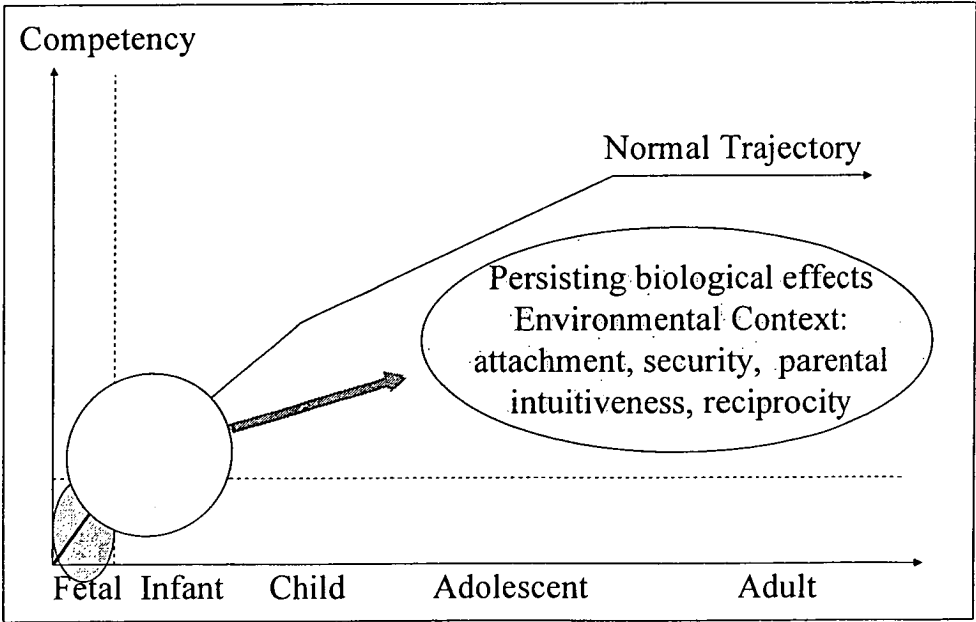 Competency
Normal Trajectory
Persisting biological effects
Environmental Context:
attachment, security, parental
intuitiveness, reciprocity
Fetal Infant Child Adolescent Adult